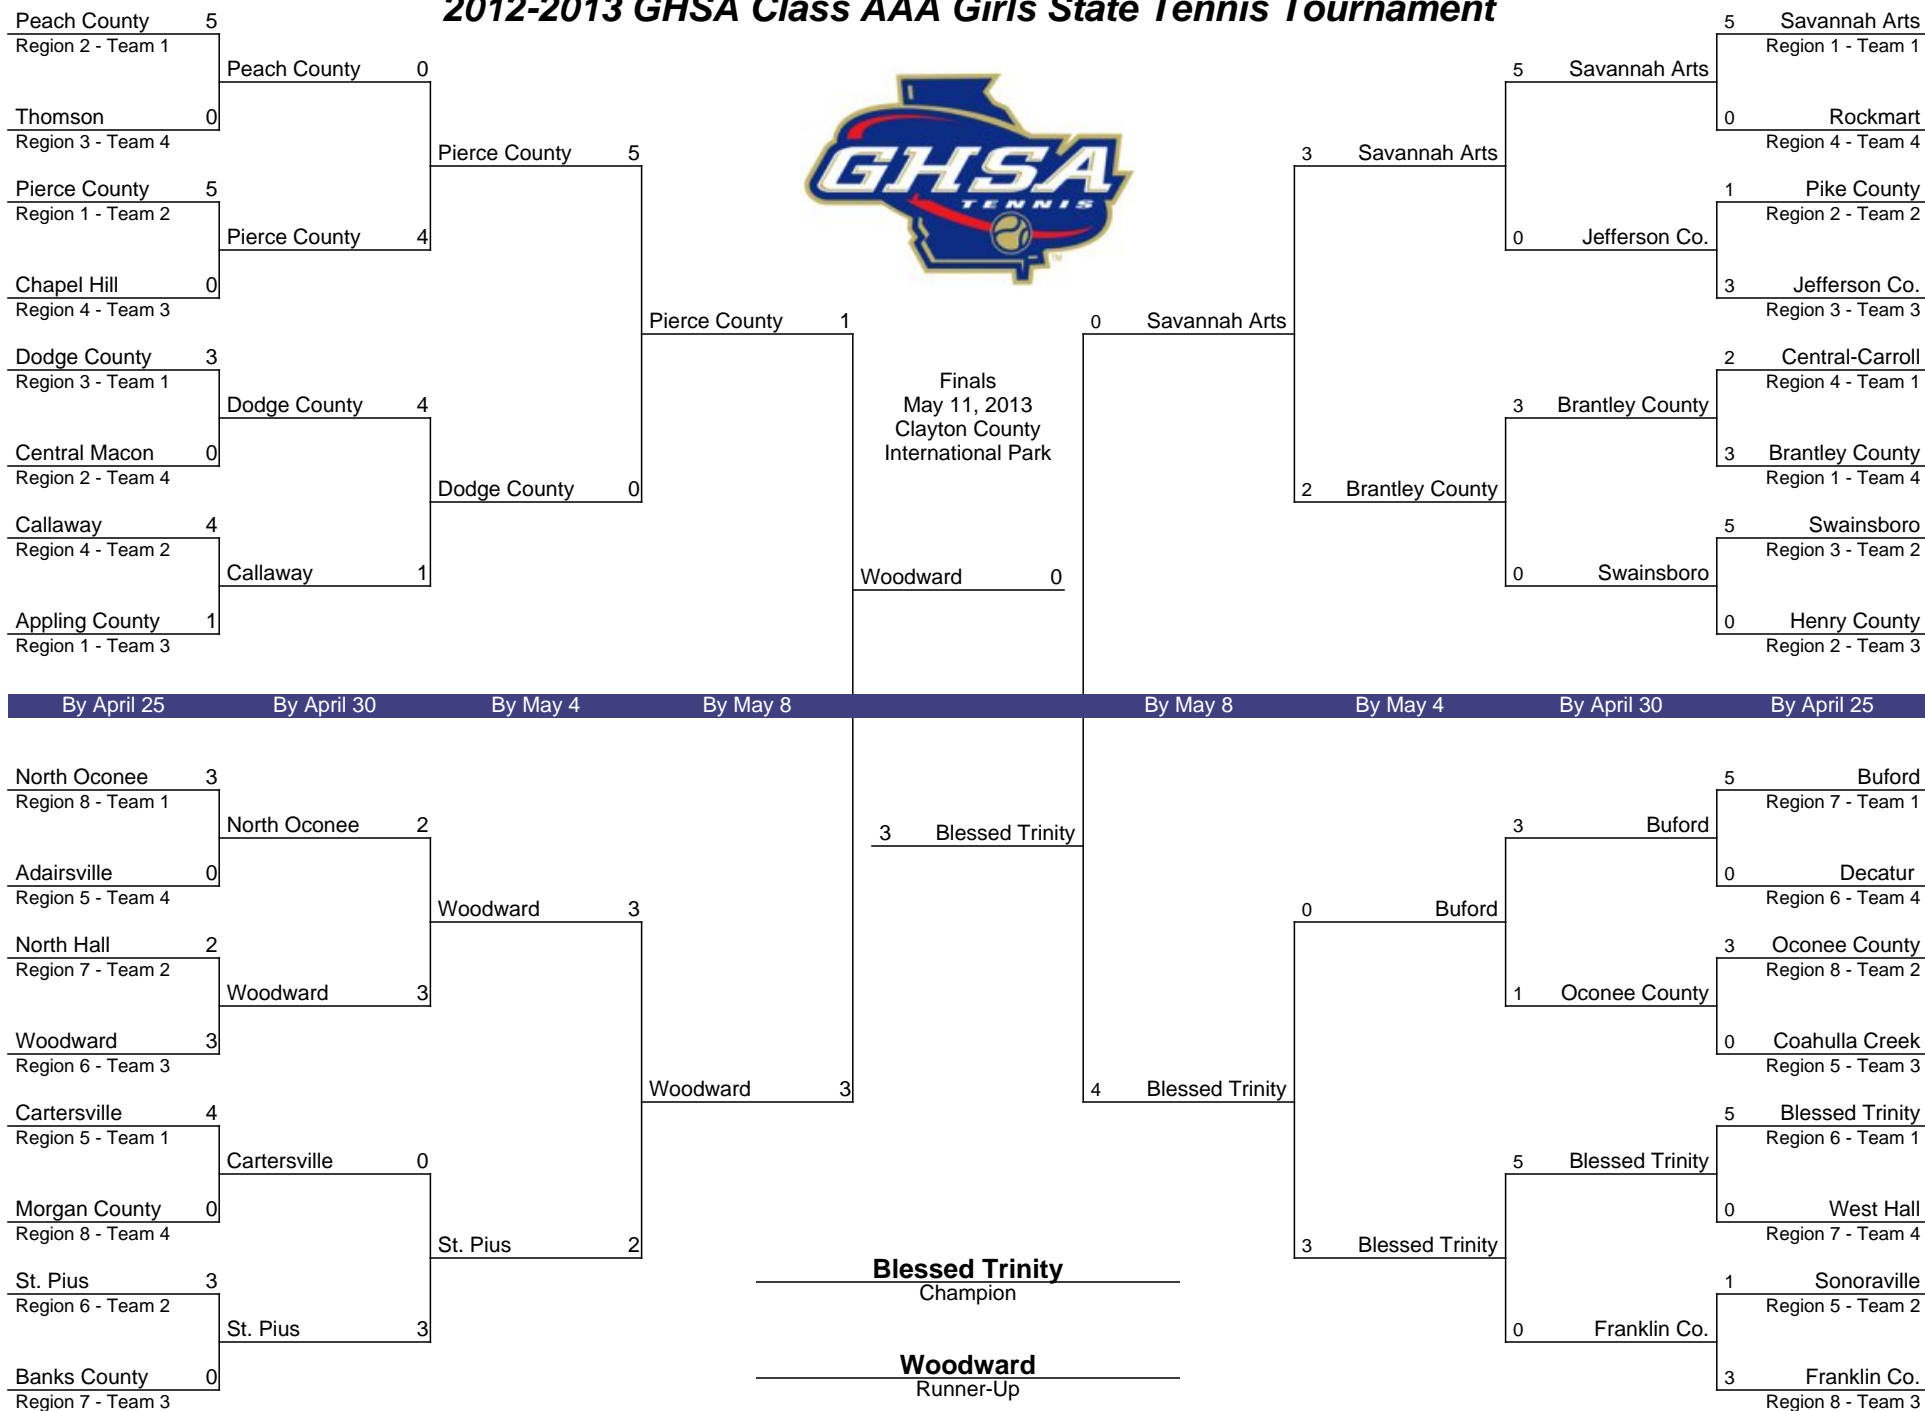 2012-2013 GHSA Class AAA Girls State Tennis Tournament
Peach County 5
Region 2 - Team 1
Peach County 0
Thomson 0
Region 3 - Team 4
Pierce County 5
Pierce County 5
Region 1 - Team 2
Pierce County 4
Chapel Hill 0
Region 4 - Team 3
Pierce County 1
Dodge County 3
Region 3 - Team 1
Dodge County 4
Central Macon 0
Region 2 - Team 4
Dodge County 0
Callaway 4
Region 4 - Team 2
Callaway 1
Appling County 1
Region 1 - Team 3
GHSA
TENNIS
TM
Finals
May 11, 2013
Clayton County
International Park
Woodward 0
5 Savannah Arts
Region 1 - Team 1
5 Savannah Arts
0 Rockmart
Region 4 - Team 4
3 Savannah Arts
1 Pike County
Region 2 - Team 2
0 Jefferson Co.
3 Jefferson Co.
Region 3 - Team 3
0 Savannah Arts
2 Central-Carroll
Region 4 - Team 1
3 Brantley County
3 Brantley County
Region 1 - Team 4
2 Brantley County
5 Swainsboro
Region 3 - Team 2
0 Swainsboro
0 Henry County
Region 2 - Team 3
By April 25 By April 30 By May 4 By May 8 By May 8 By May 4 By April 30 By April 25
North Oconee 3
Region 8 - Team 1
North Oconee 2
Adairsville 0
Region 5 - Team 4
Woodward 3
North Hall 2
Region 7 - Team 2
Woodward 3
Woodward 3
Region 6 - Team 3
Woodward 3
Cartersville 4
Region 5 - Team 1
Cartersville 0
Morgan County 0
Region 8 - Team 4
St. Pius 2
St. Pius 3
Region 6 - Team 2
St. Pius 3
Banks County 0
Region 7 - Team 3
3 Blessed Trinity
Blessed Trinity
Champion
Woodward
Runner-Up
5 Buford
Region 7 - Team 1
3 Buford
0 Decatur
Region 6 - Team 4
0 Buford
3 Oconee County
Region 8 - Team 2
1 Oconee County
0 Coahulla Creek
Region 5 - Team 3
4 Blessed Trinity
5 Blessed Trinity
Region 6 - Team 1
5 Blessed Trinity
0 West Hall
Region 7 - Team 4
3 Blessed Trinity
1 Sonoraville
Region 5 - Team 2
0 Franklin Co.
3 Franklin Co.
Region 8 - Team 3